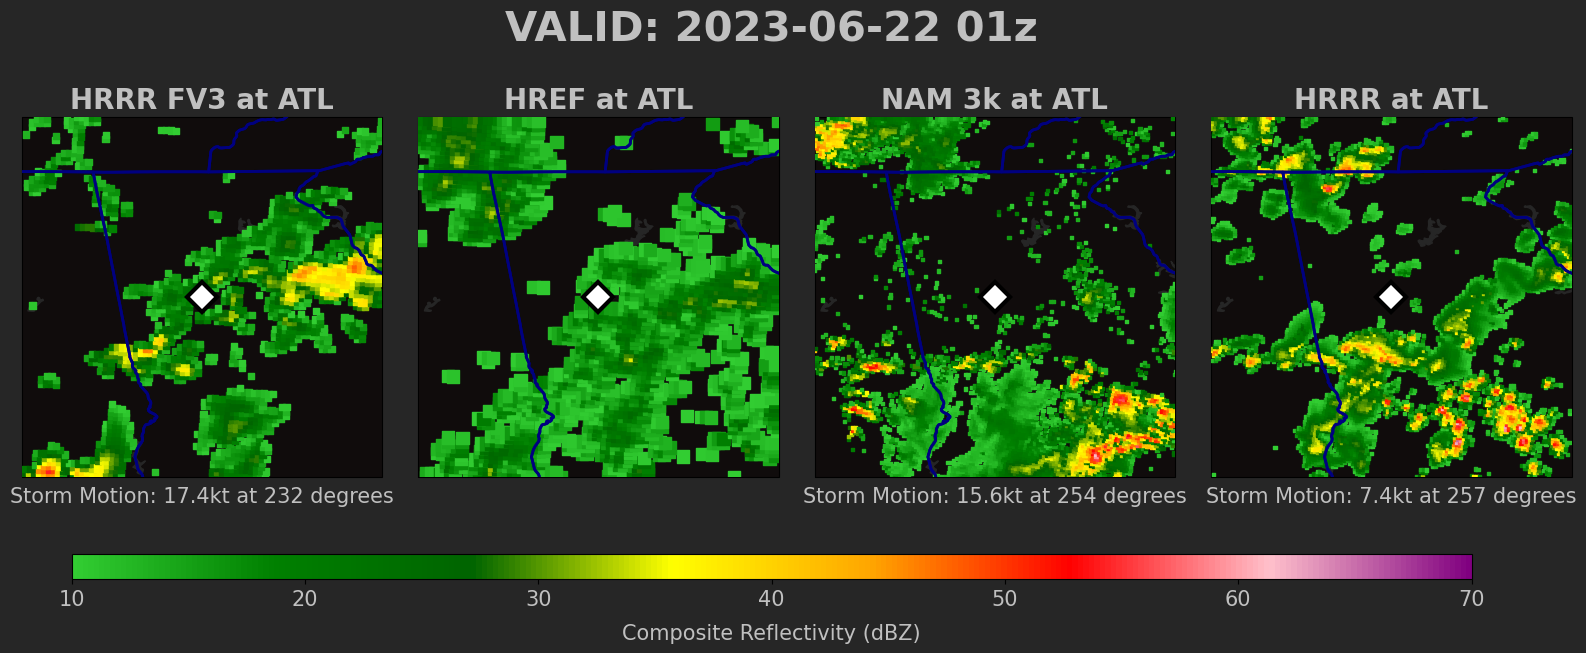 VALID: 2023-06-22 01z
HRRR FV3 at ATL
HREF at ATL
NAM 3k at ATL
HRRR at ATL
Storm Motion: 17.4kt at 232 degrees
Storm Motion: 15.6kt at 254 degrees
Storm Motion: 7.4kt at 257 degrees
10 20 30 40 50 60 70
Composite Reflectivity (dBZ)